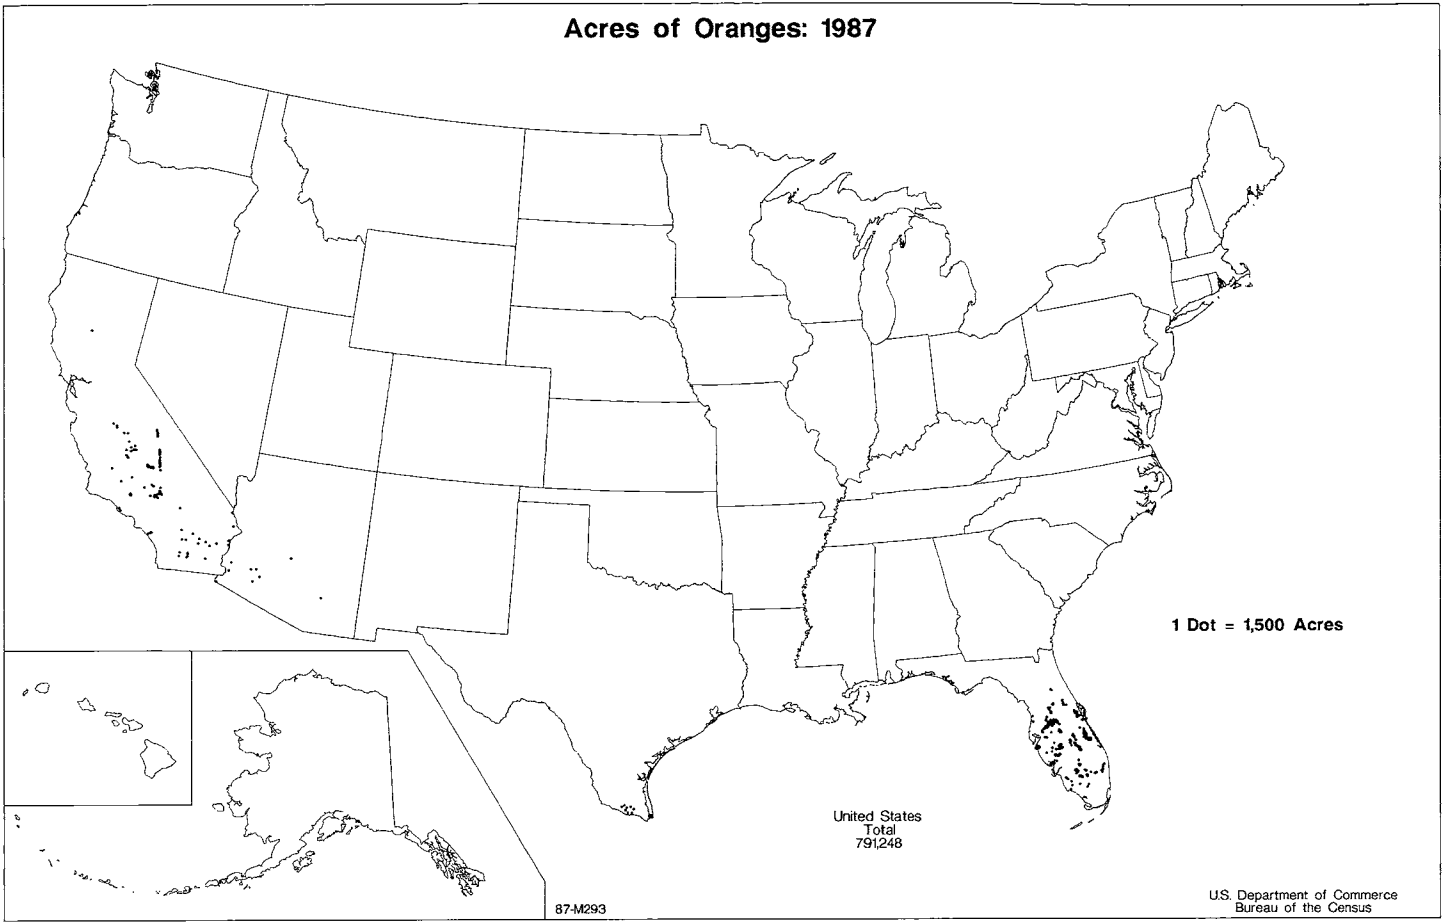 Acres of Oranges: 1987
1 Dot = 1,500 Acres
United States
Total
791,248
87-M293
U.S. Department of Commerce
Bureau of the Census